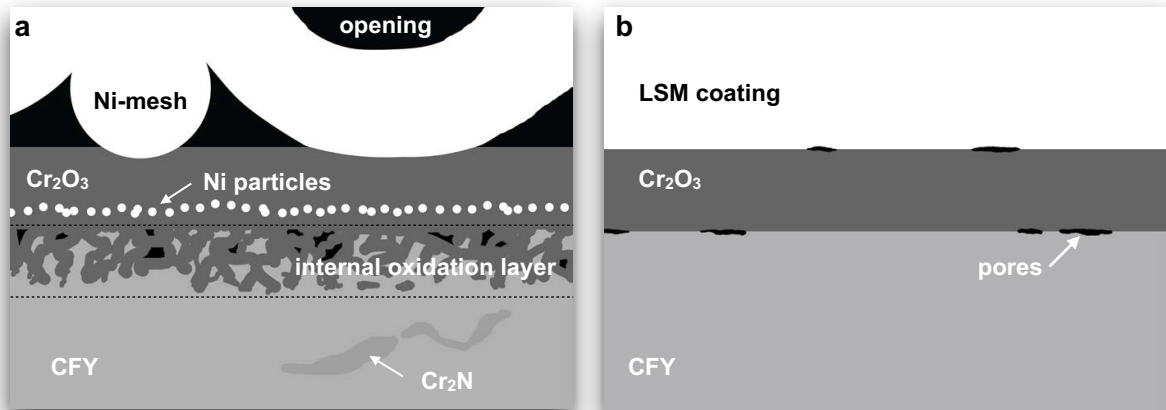 a
opening
Ni-mesh
Cr₂O₃
Ni particles
internal oxidation layer
CFY
Cr₂N
b
LSM coating
Cr₂O₃
pores
CFY